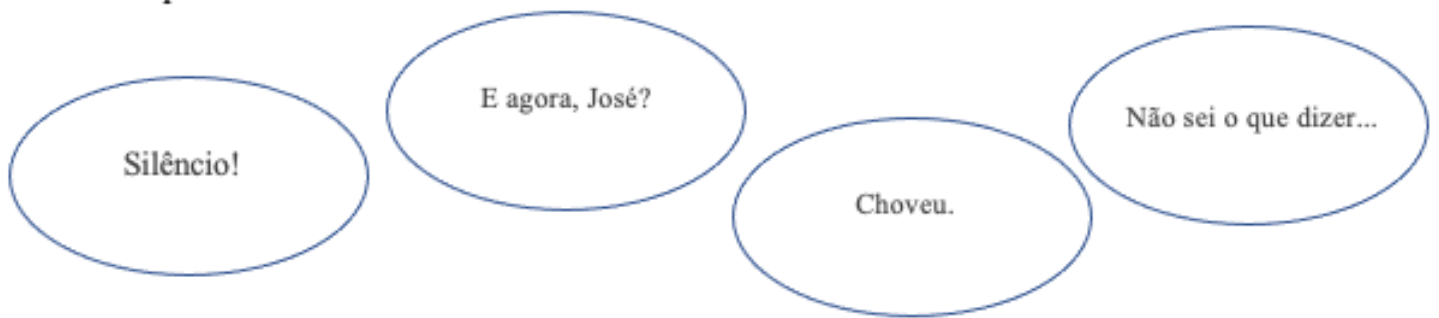 Silêncio!
E agora, José?
Choveu.
Não sei o que dizer...